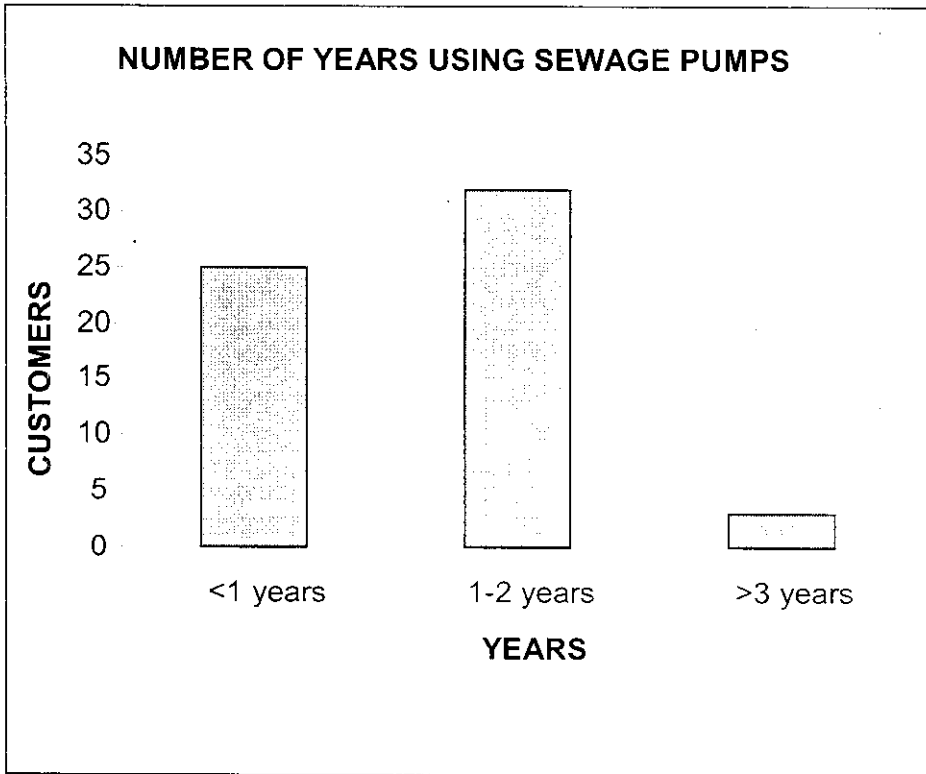 NUMBER OF YEARS USING SEWAGE PUMPS
35
30
25
20
15
10
5
0
CUSTOMERS
<1 years 1-2 years >3 years
YEARS